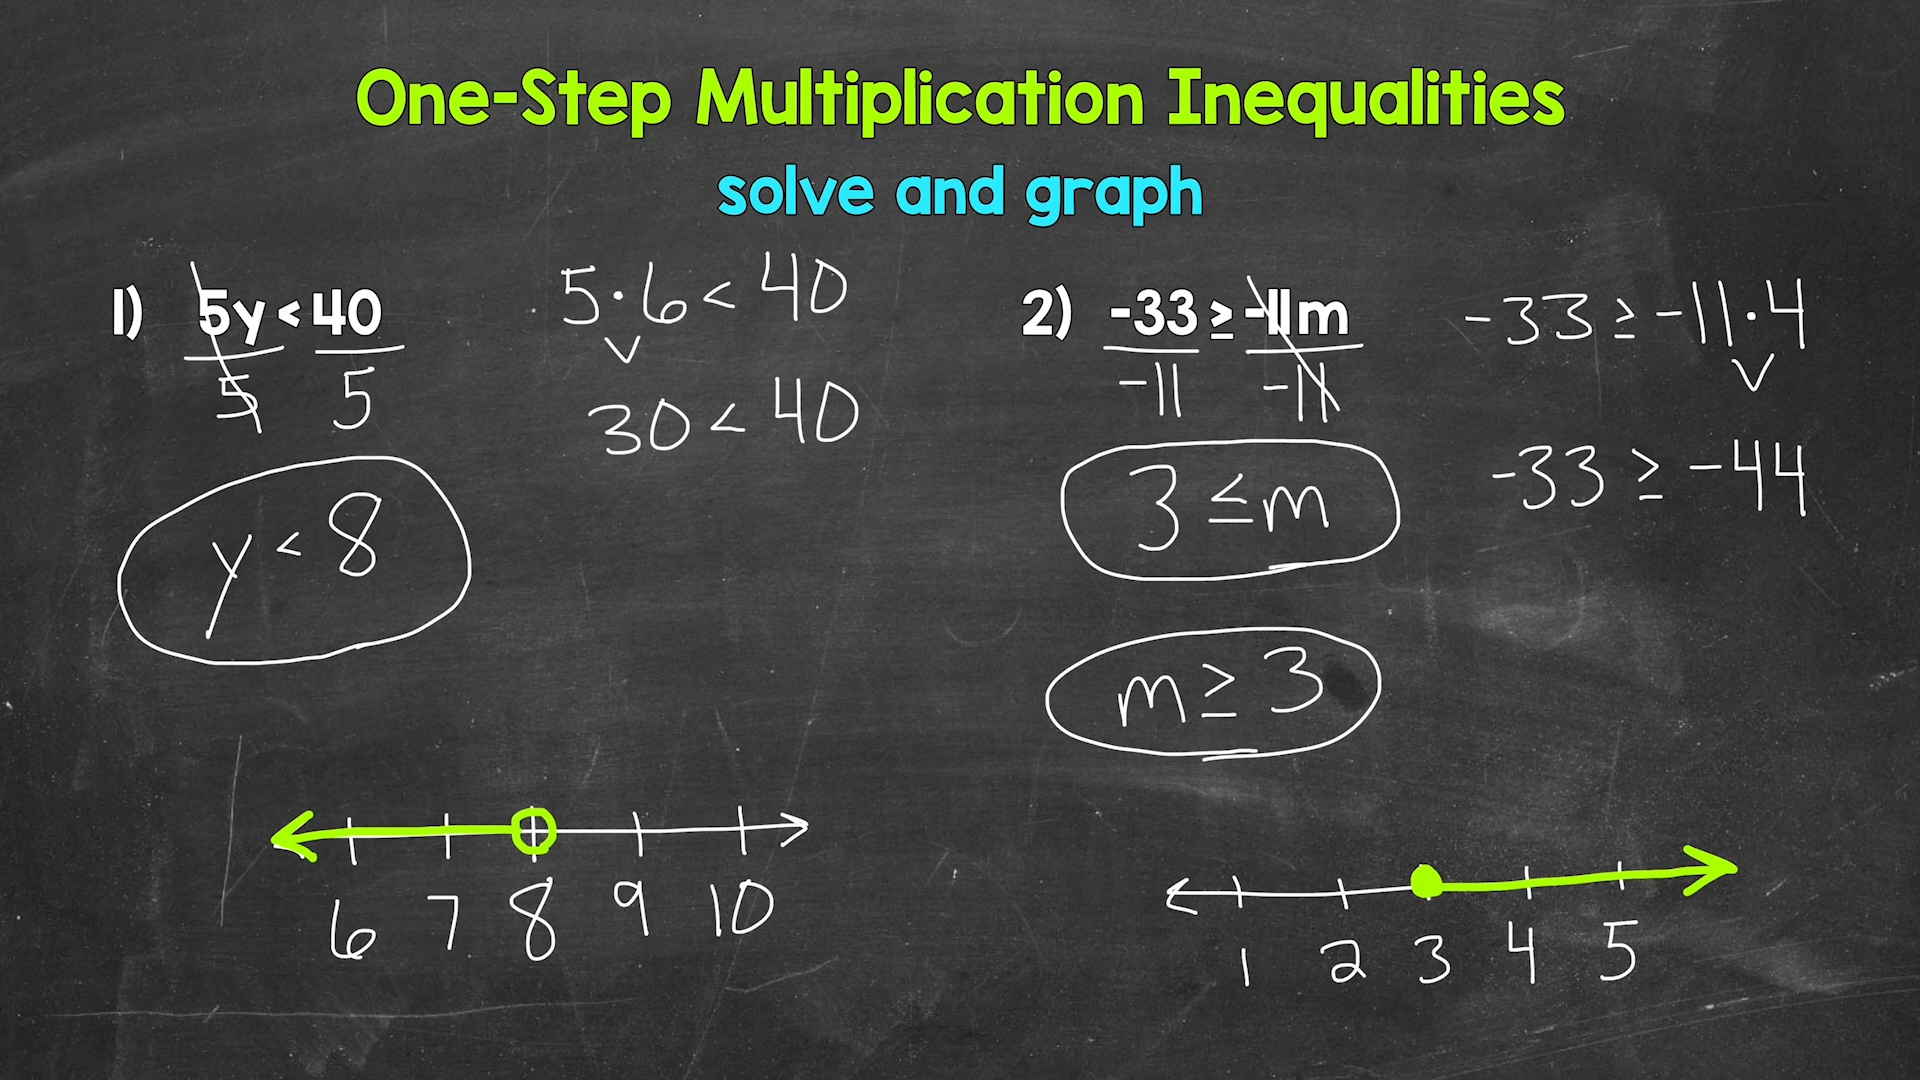 One-Step Multiplication Inequalities
solve and graph
1) 5y < 40
5 5
y < 8
5 · 6 < 40
30 < 40
6 7 8 9 10
2) -33 ≥ -11m
-11 -11
3 ≤ m
m ≥ 3
-33 ≥ -11 · 4
-33 ≥ -44
1 2 3 4 5